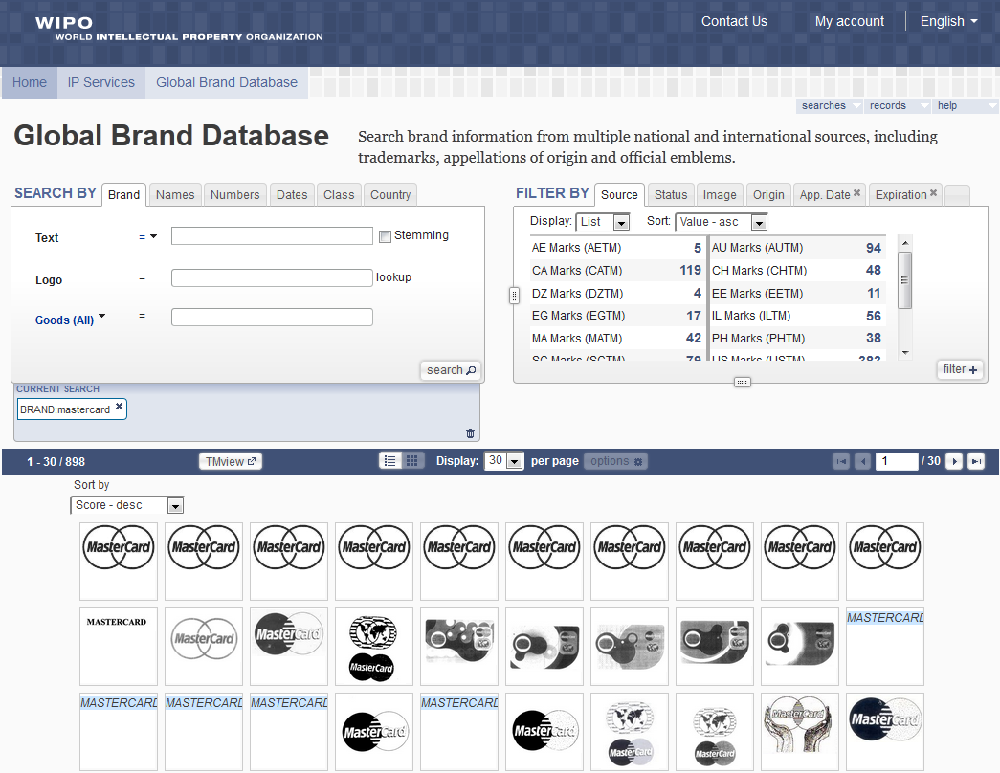 WIPO
WORLD INTELLECTUAL PROPERTY ORGANIZATION
Contact Us
My account
English
Home
IP Services
Global Brand Database
searches
records
help
Global Brand Database
Search brand information from multiple national and international sources, including
trademarks, appellations of origin and official emblems.
SEARCH BY
Brand
Names
Numbers
Dates
Class
Country
Text =
Stemming
Logo =
lookup
Goods (All) =
search
FILTER BY
Source
Status
Image
Origin
App. Date ×
Expiration ×
Display: List Sort: Value - asc
AE Marks (AETM) 5 AU Marks (AUTM) 94
CA Marks (CATM) 119 CH Marks (CHTM) 48
DZ Marks (DZTM) 4 EE Marks (EETM) 11
EG Marks (EGTM) 17 IL Marks (ILTM) 56
MA Marks (MATM) 42 PH Marks (PHTM) 38
filter +
CURRENT SEARCH
BRAND:mastercard ×
1 - 30 / 898
TMview
Display: 30 per page
options
1 / 30
Sort by
Score - desc
MasterCard MasterCard MasterCard MasterCard MasterCard MasterCard MasterCard MasterCard MasterCard MasterCard
MASTERCARD MasterCard MasterCard MasterCard MASTERCARD
MASTERCARD MASTERCARD MASTERCARD MasterCard MASTERCARD MasterCard MasterCard MasterCard MasterCard MasterCard